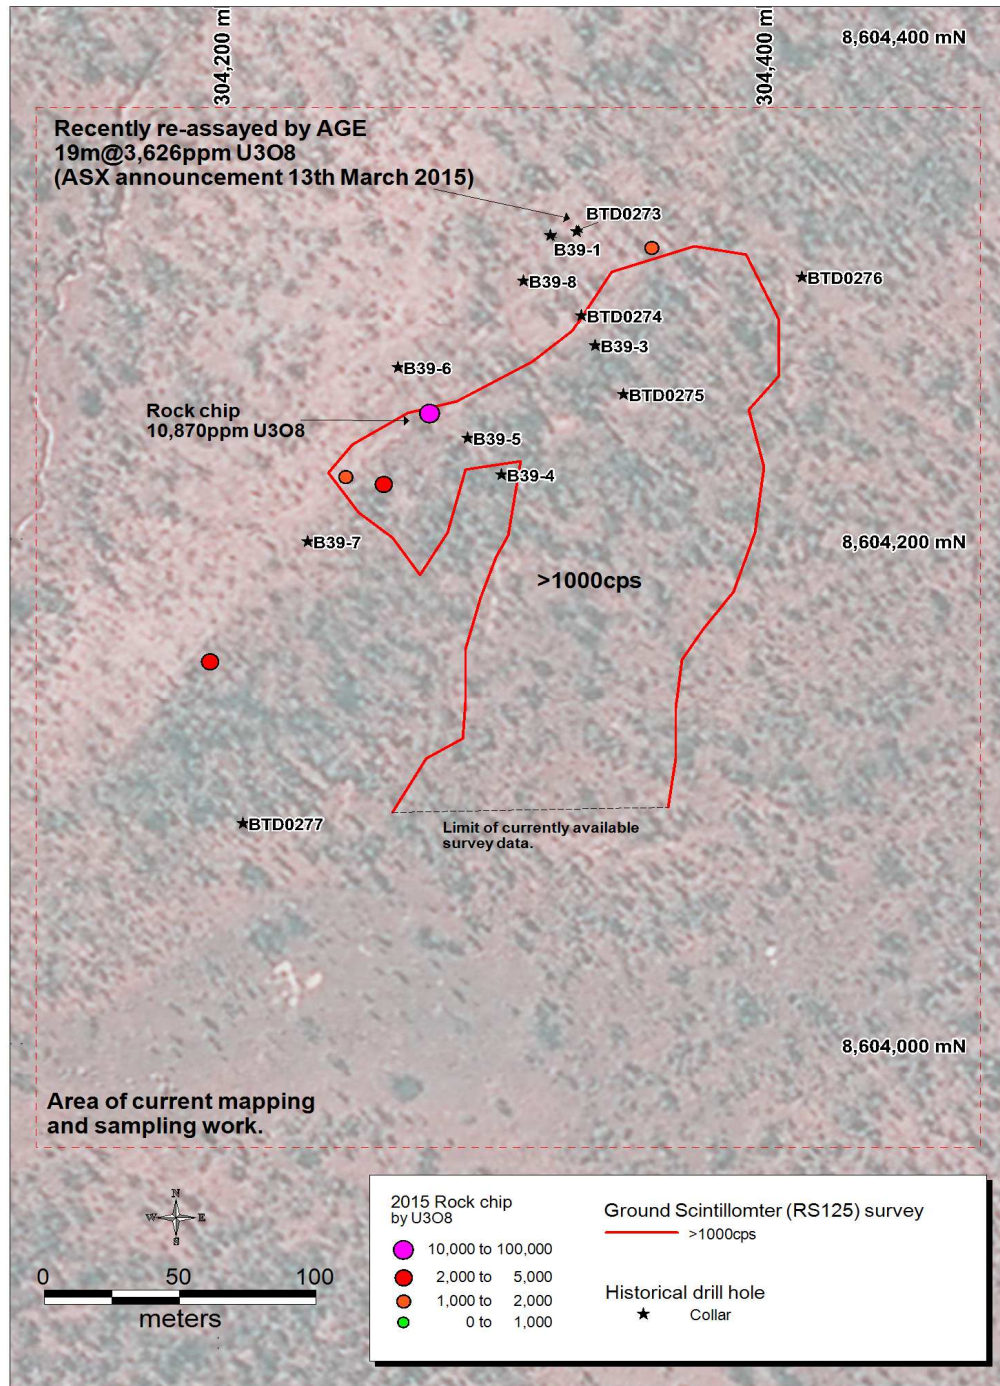 304,200 m
304,400 m
8,604,400 mN
Recently re-assayed by AGE
19m@3,626ppm U3O8
(ASX announcement 13th March 2015)
BTD0273
B39-1
BTD0276
B39-8
BTD0274
B39-3
B39-6
BTD0275
Rock chip
10,870ppm U3O8
B39-5
B39-4
B39-7
8,604,200 mN
>1000cps
BTD0277
Limit of currently available
survey data.
8,604,000 mN
Area of current mapping
and sampling work.
N
W E
S
0 50 100
meters
2015 Rock chip
by U3O8
10,000 to 100,000
2,000 to 5,000
1,000 to 2,000
0 to 1,000
Ground Scintillomter (RS125) survey
>1000cps
Historical drill hole
Collar